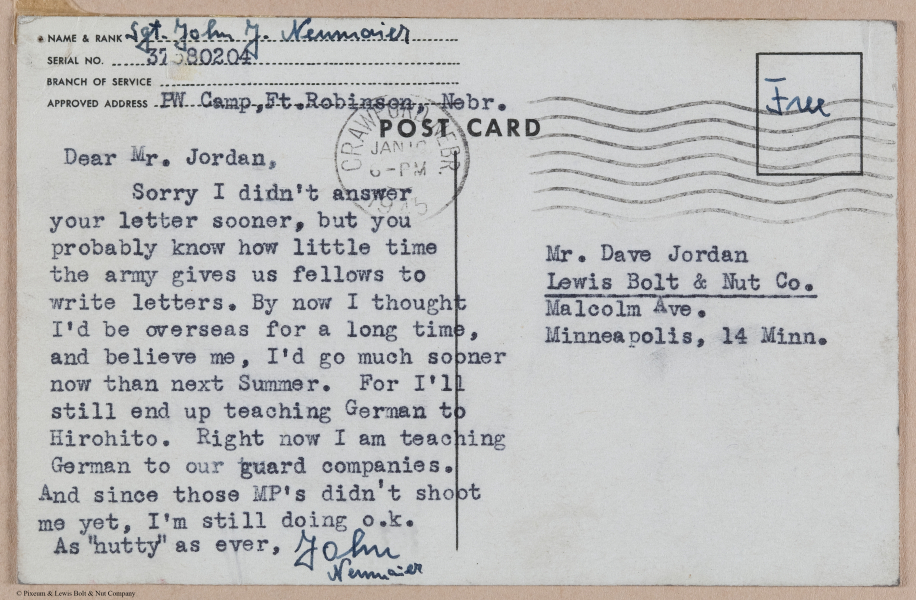 NAME & RANK Sgt. John J. Neumaier
SERIAL NO. 37580204
BRANCH OF SERVICE
APPROVED ADDRESS PW Camp,Ft.Robinson, Nebr.
Free
POST CARD
CRAWFORD, NEBR.
JAN
6-PM
1945
Dear Mr. Jordan,
Sorry I didn't answer
your letter sooner, but you
probably know how little time
the army gives us fellows to
write letters. By now I thought
I'd be overseas for a long time,
and believe me, I'd go much sooner
now than next Summer. For I'll
still end up teaching German to
Hirohito. Right now I am teaching
German to our guard companies.
And since those MP's didn't shoot
me yet, I'm still doing o.k.
As "nutty" as ever, John
Neumaier
Mr. Dave Jordan
Lewis Bolt & Nut Co.
Malcolm Ave.
Minneapolis, 14 Minn.
© Pixeum & Lewis Bolt & Nut Company